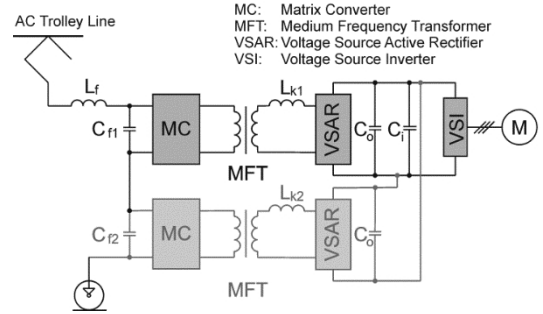 MC: Matrix Converter
AC Trolley Line
MFT: Medium Frequency Transformer
VSAR: Voltage Source Active Rectifier
VSI: Voltage Source Inverter
Lf
Lk1
Cf1
MC
VSAR
Co
Ci
VSI
M
MFT
Lk2
Cf2
MC
VSAR
Co
MFT